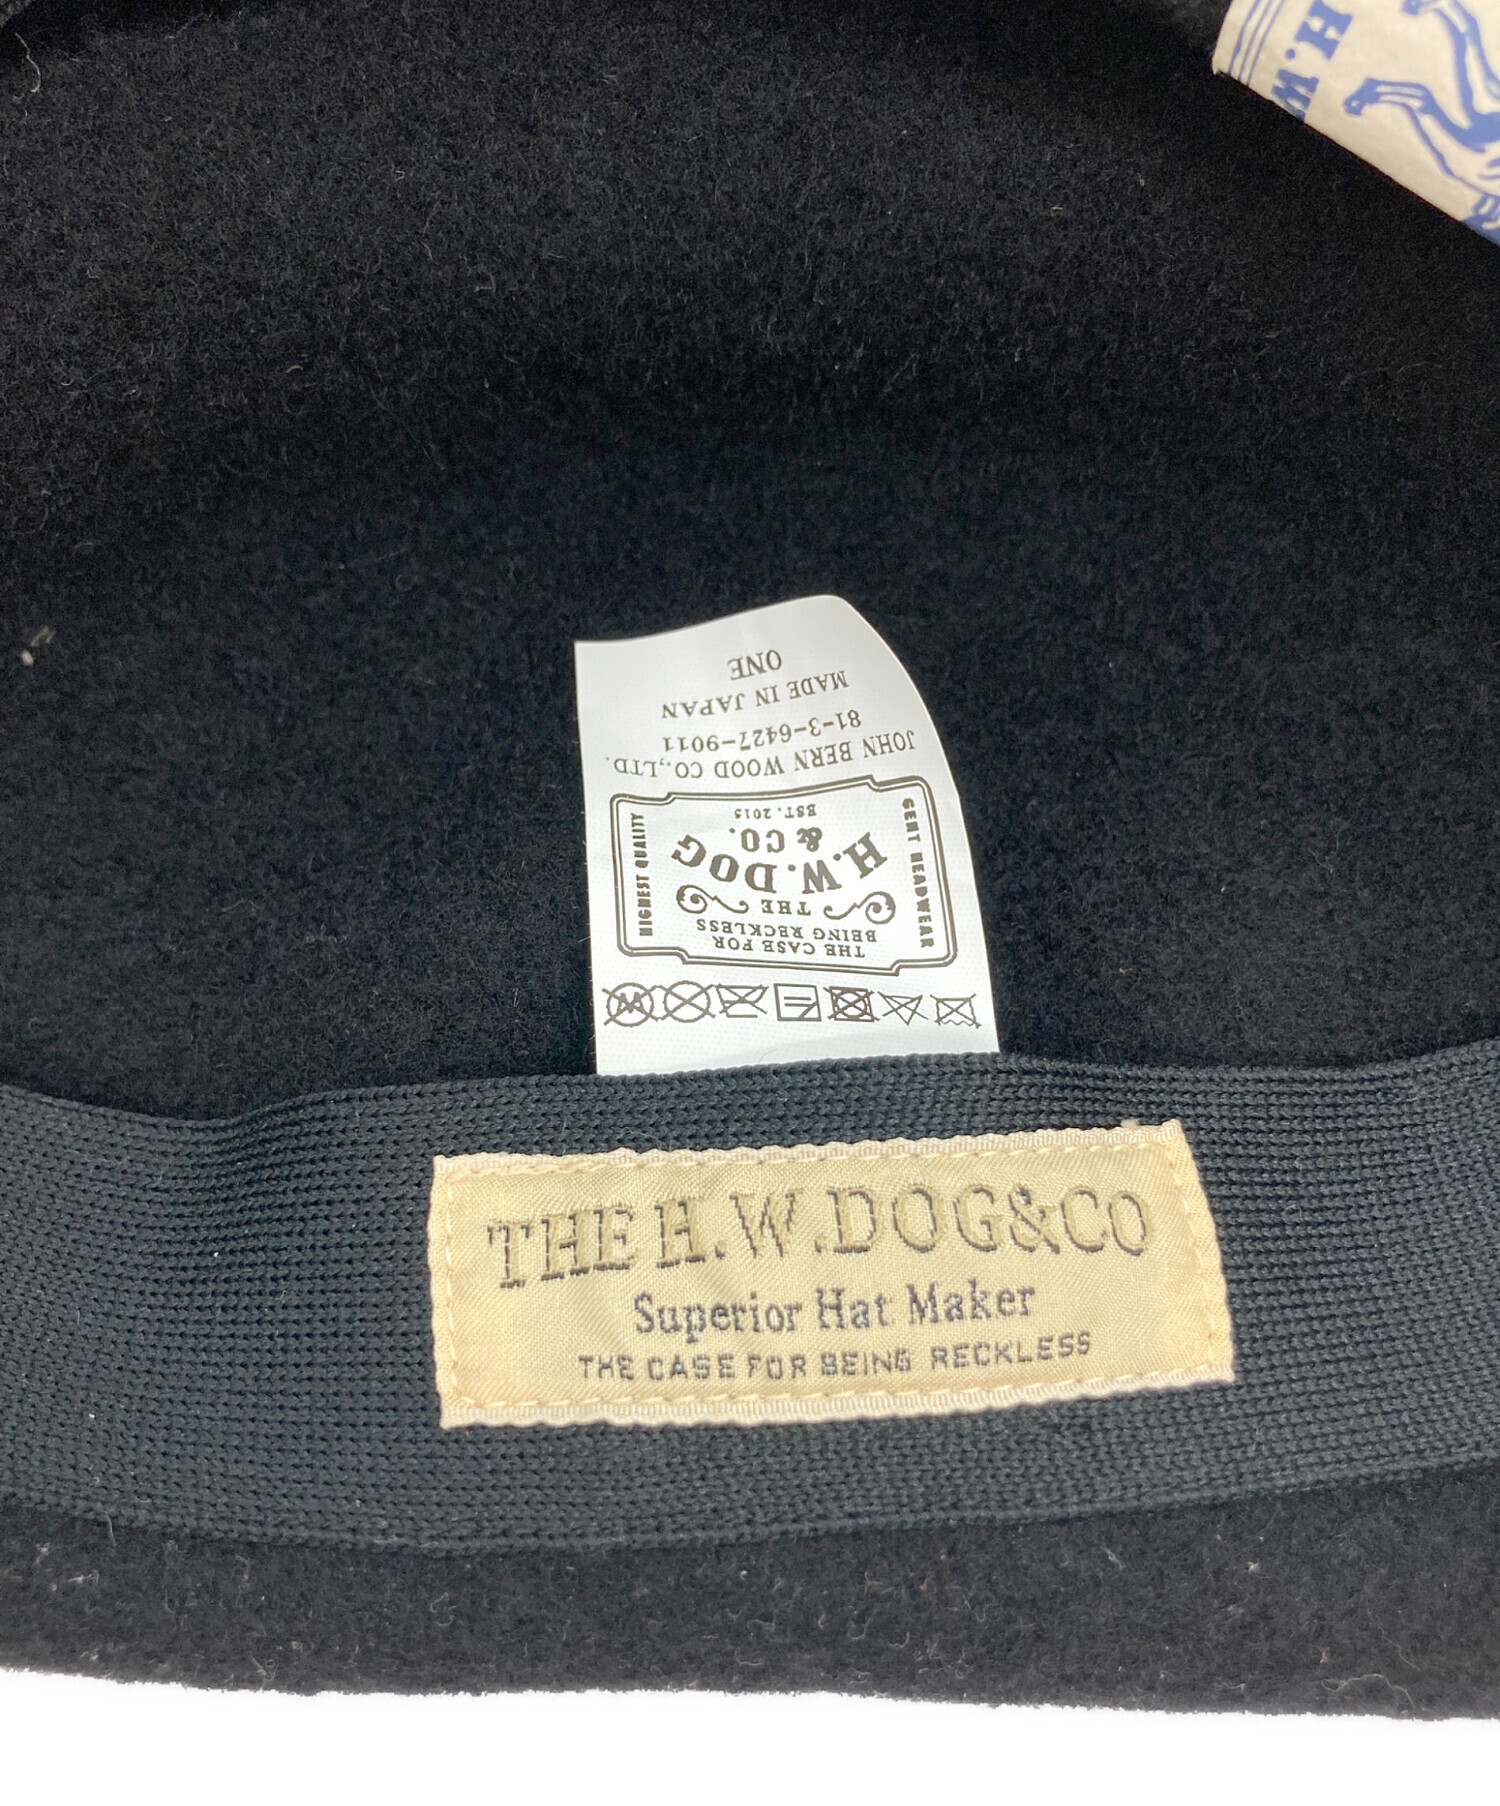 H.W.
THE CASE FOR
BEING RECKLESS
THE
H.W.DOG
& CO.
EST. 2015
GENT HEADWEAR
HIGHEST QUALITY
JOHN BERN WOOD CO.,LTD.
81-3-6427-9011
MADE IN JAPAN
ONE
THE H.W.DOG&CO
Superior Hat Maker
THE CASE FOR BEING RECKLESS